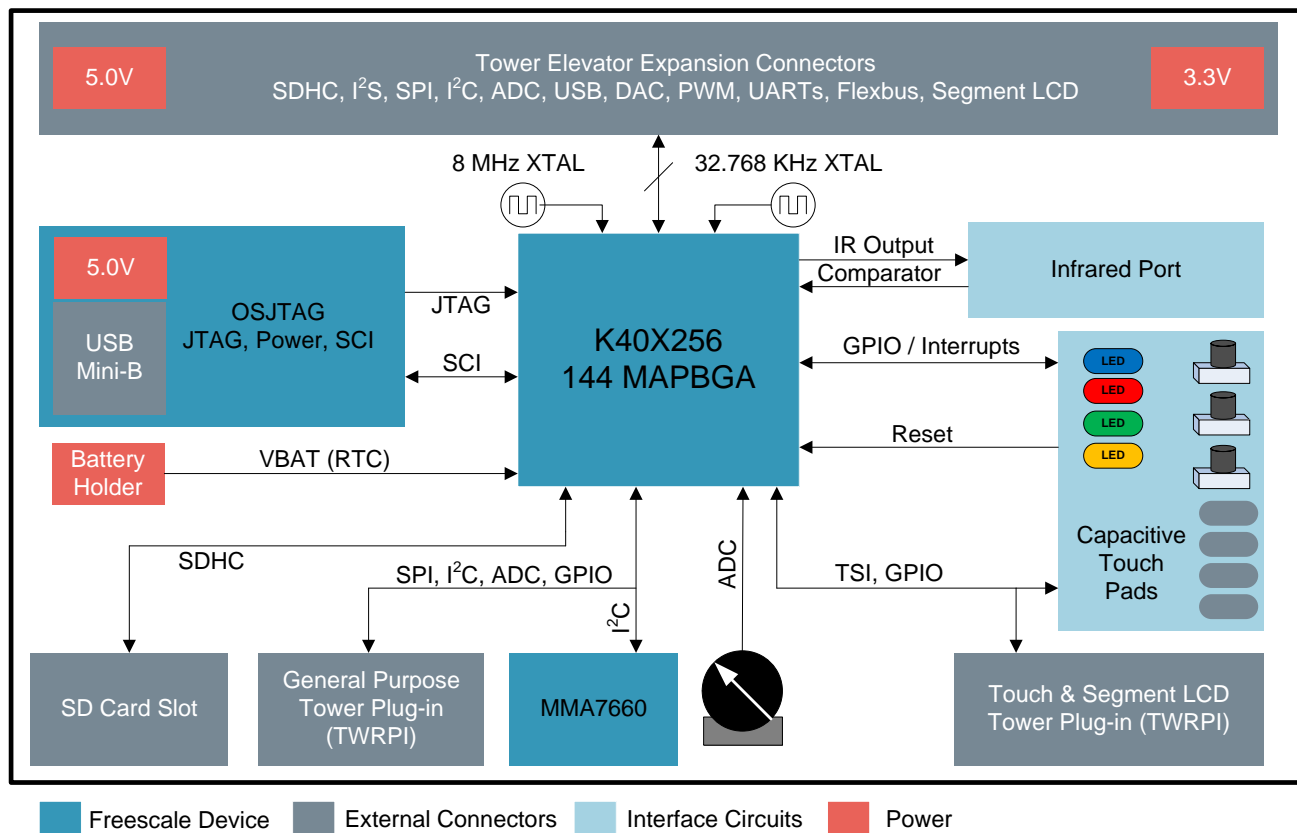 5.0V
Tower Elevator Expansion Connectors
SDHC, I²S, SPI, I²C, ADC, USB, DAC, PWM, UARTs, Flexbus, Segment LCD
3.3V
8 MHz XTAL
32.768 KHz XTAL
5.0V
USB
Mini-B
OSJTAG
JTAG, Power, SCI
JTAG
SCI
K40X256
144 MAPBGA
IR Output
Comparator
Infrared Port
GPIO / Interrupts
LED
LED
LED
LED
Reset
Battery
Holder
VBAT (RTC)
SDHC
SPI, I²C, ADC, GPIO
I²C
ADC
TSI, GPIO
Capacitive
Touch
Pads
SD Card Slot
General Purpose
Tower Plug-in
(TWRPI)
MMA7660
Touch & Segment LCD
Tower Plug-in (TWRPI)
Freescale Device
External Connectors
Interface Circuits
Power